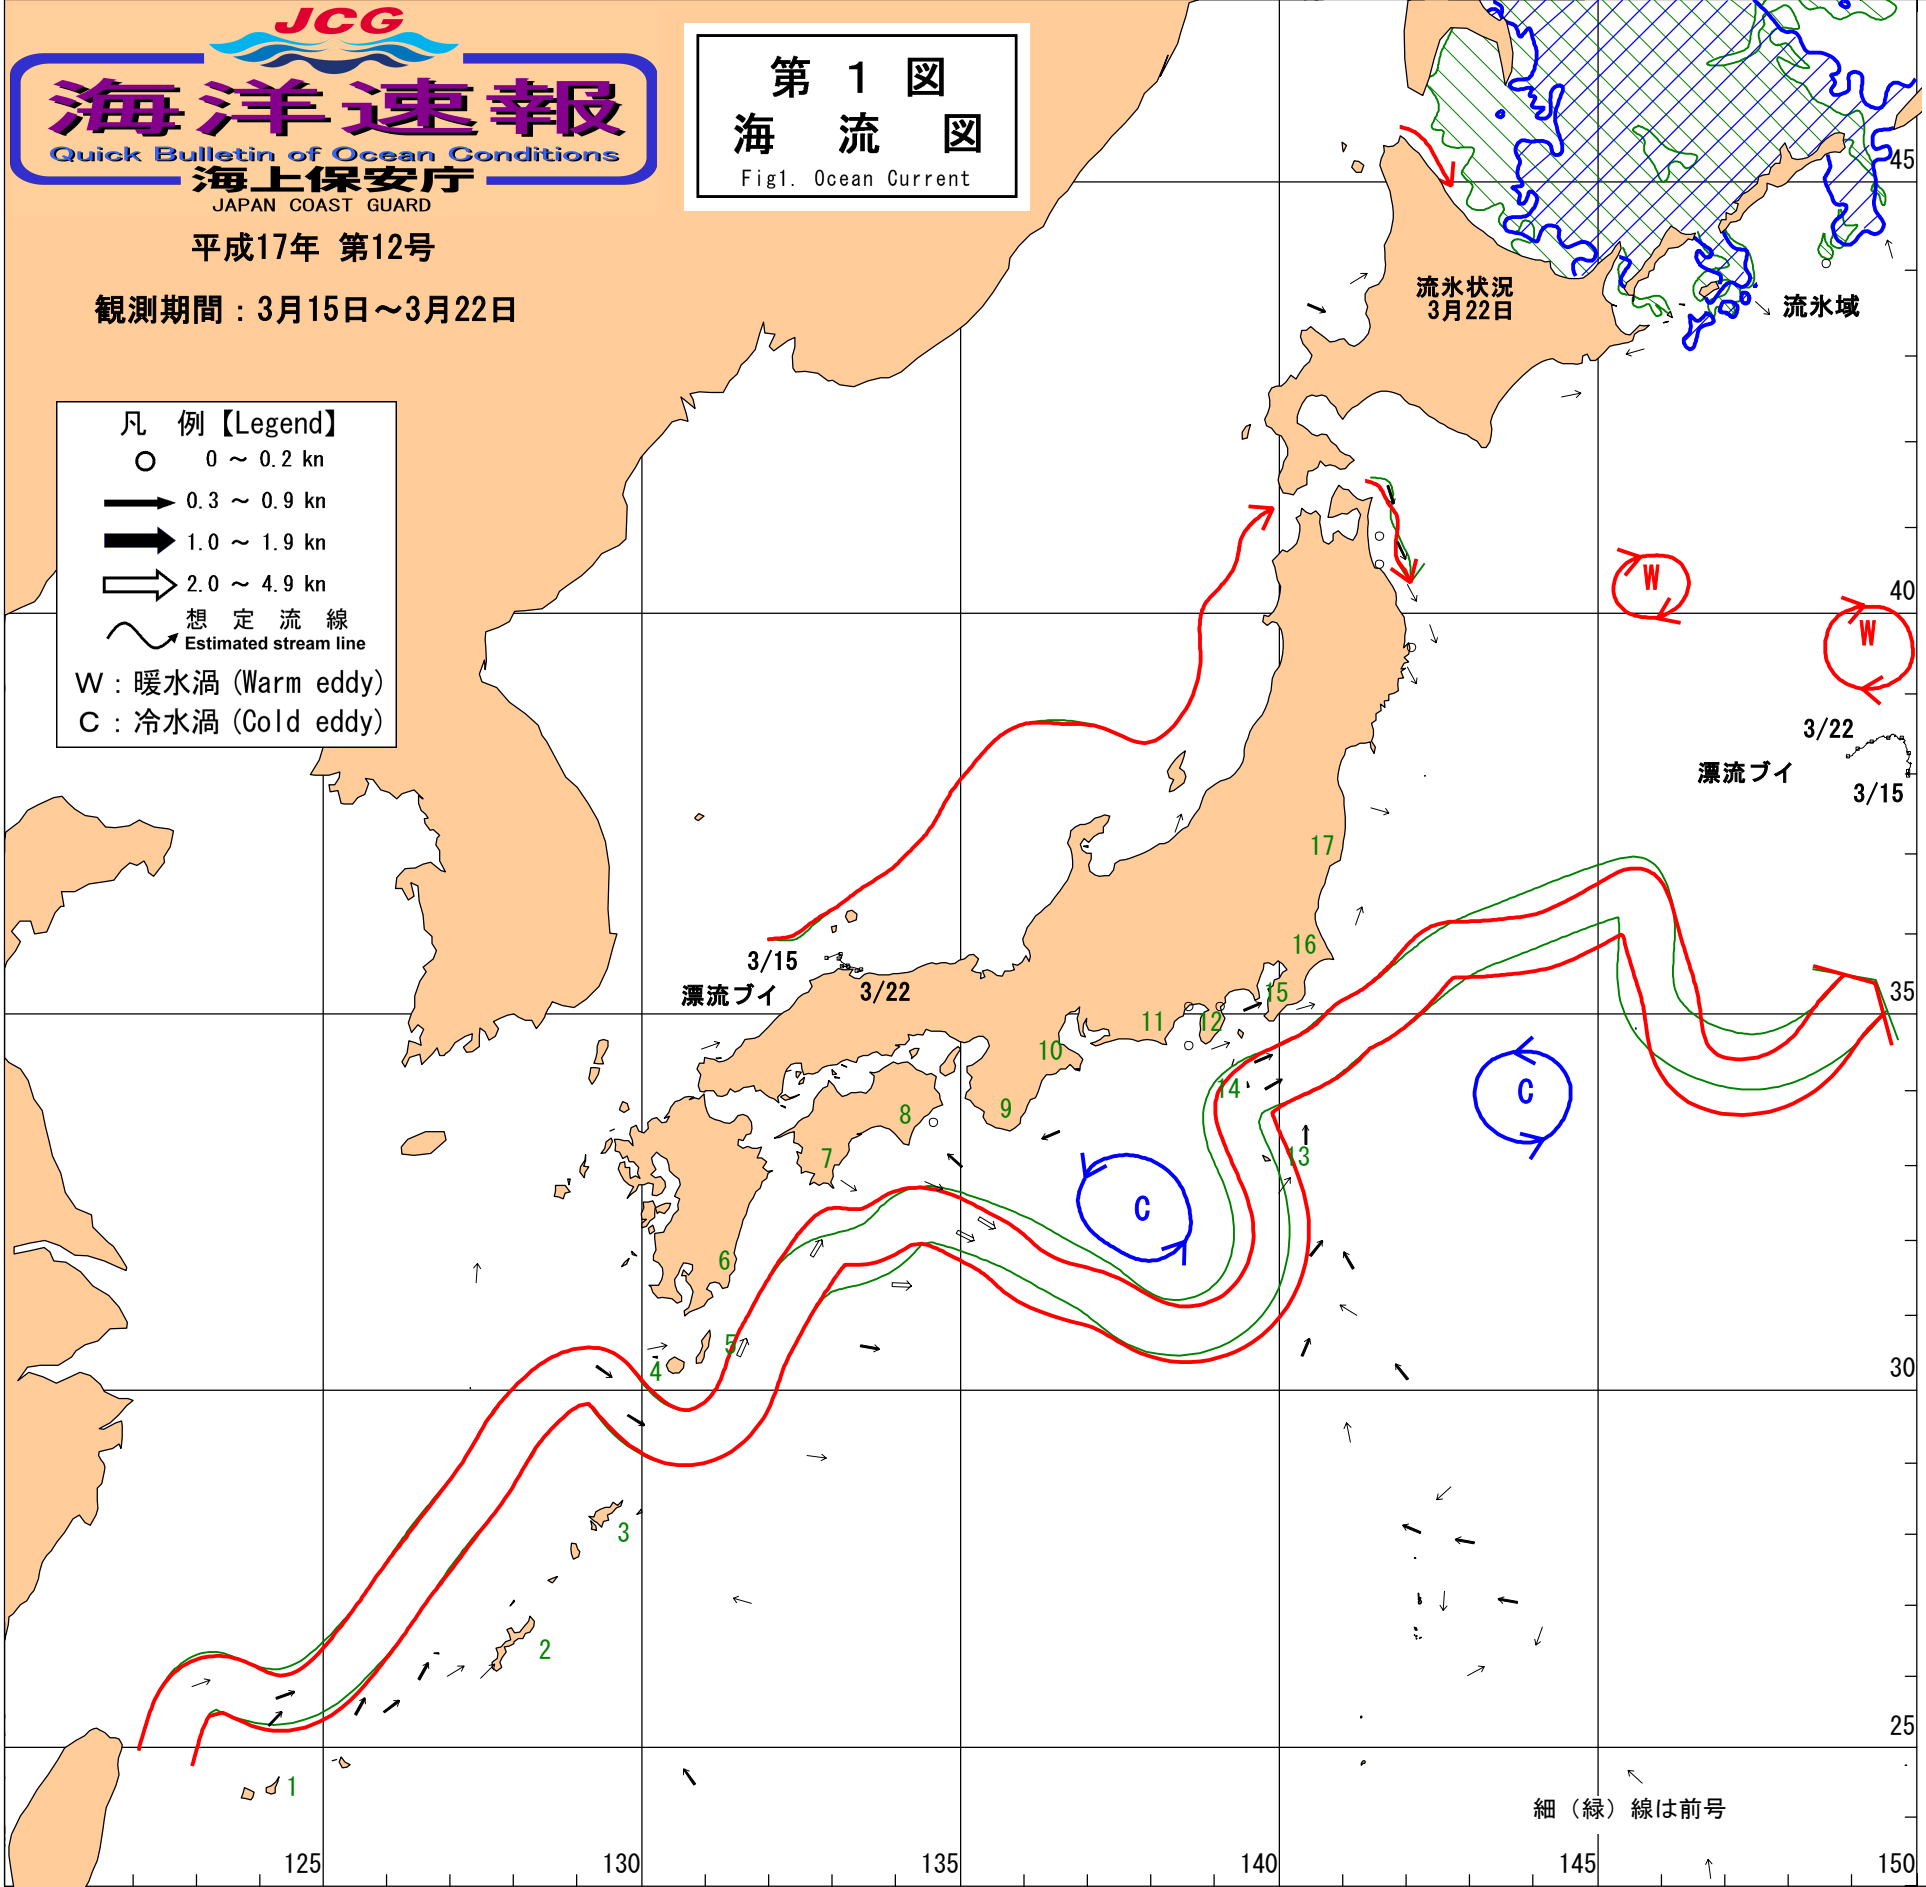 JCG
海洋速報
Quick Bulletin of Ocean Conditions
海上保安庁
JAPAN COAST GUARD
平成17年 第12号
観測期間：3月15日～3月22日
第 1 図
海 流 図
Fig1. Ocean Current
凡 例【Legend】
0 ～ 0.2 kn
0.3 ～ 0.9 kn
1.0 ～ 1.9 kn
2.0 ～ 4.9 kn
想 定 流 線
Estimated stream line
W：暖水渦 (Warm eddy)
C：冷水渦 (Cold eddy)
45
流氷状況
3月22日
流氷域
40
W
W
3/22
漂流ブイ
3/15
17
16
3/15
漂流ブイ
3/22
35
15
11
12
10
14
C
9
8
7
13
C
6
5
4
30
3
2
25
1
細（緑）線は前号
125
130
135
140
145
150